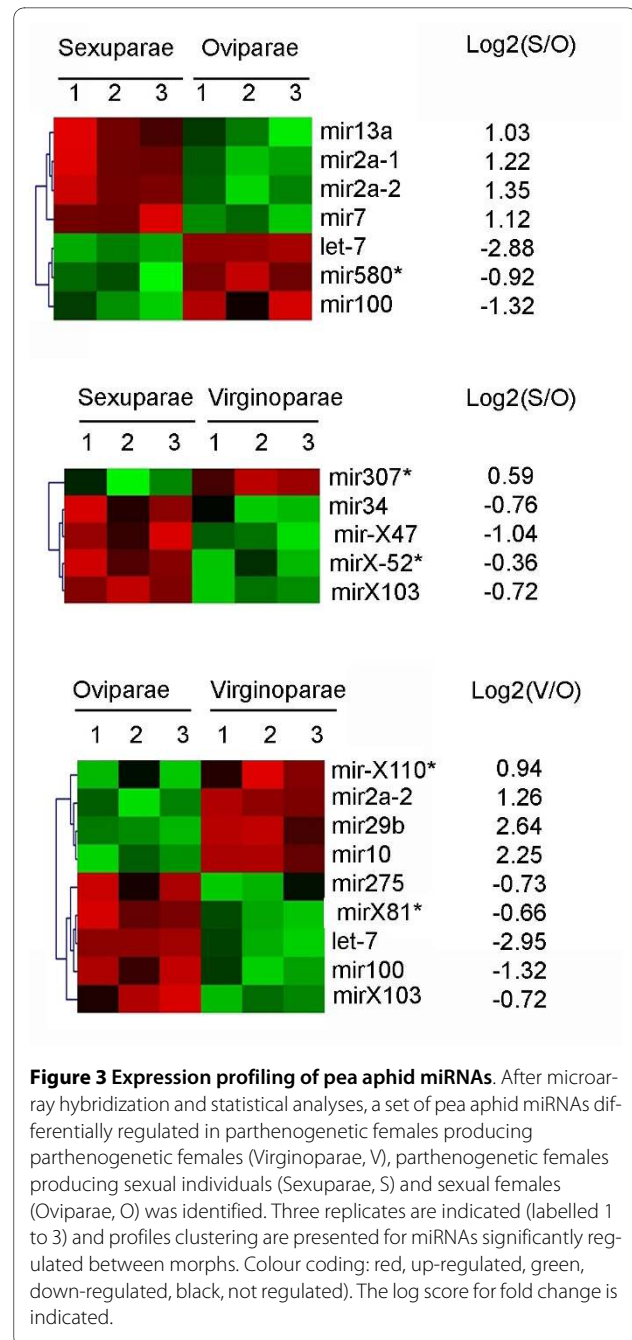 Sexuparae Oviparae Log2(S/O)
1 2 3 1 2 3
mir13a 1.03
mir2a-1 1.22
mir2a-2 1.35
mir7 1.12
let-7 -2.88
mir580* -0.92
mir100 -1.32
Sexuparae Virginoparae Log2(S/O)
1 2 3 1 2 3
mir307* 0.59
mir34 -0.76
mir-X47 -1.04
mirX-52* -0.36
mirX103 -0.72
Oviparae Virginoparae Log2(V/O)
1 2 3 1 2 3
mir-X110* 0.94
mir2a-2 1.26
mir29b 2.64
mir10 2.25
mir275 -0.73
mirX81* -0.66
let-7 -2.95
mir100 -1.32
mirX103 -0.72
Figure 3 Expression profiling of pea aphid miRNAs. After microar-
ray hybridization and statistical analyses, a set of pea aphid miRNAs dif-
ferentially regulated in parthenogenetic females producing
parthenogenetic females (Virginoparae, V), parthenogenetic females
producing sexual individuals (Sexuparae, S) and sexual females
(Oviparae, O) was identified. Three replicates are indicated (labelled 1
to 3) and profiles clustering are presented for miRNAs significantly reg-
ulated between morphs. Colour coding: red, up-regulated, green,
down-regulated, black, not regulated). The log score for fold change is
indicated.